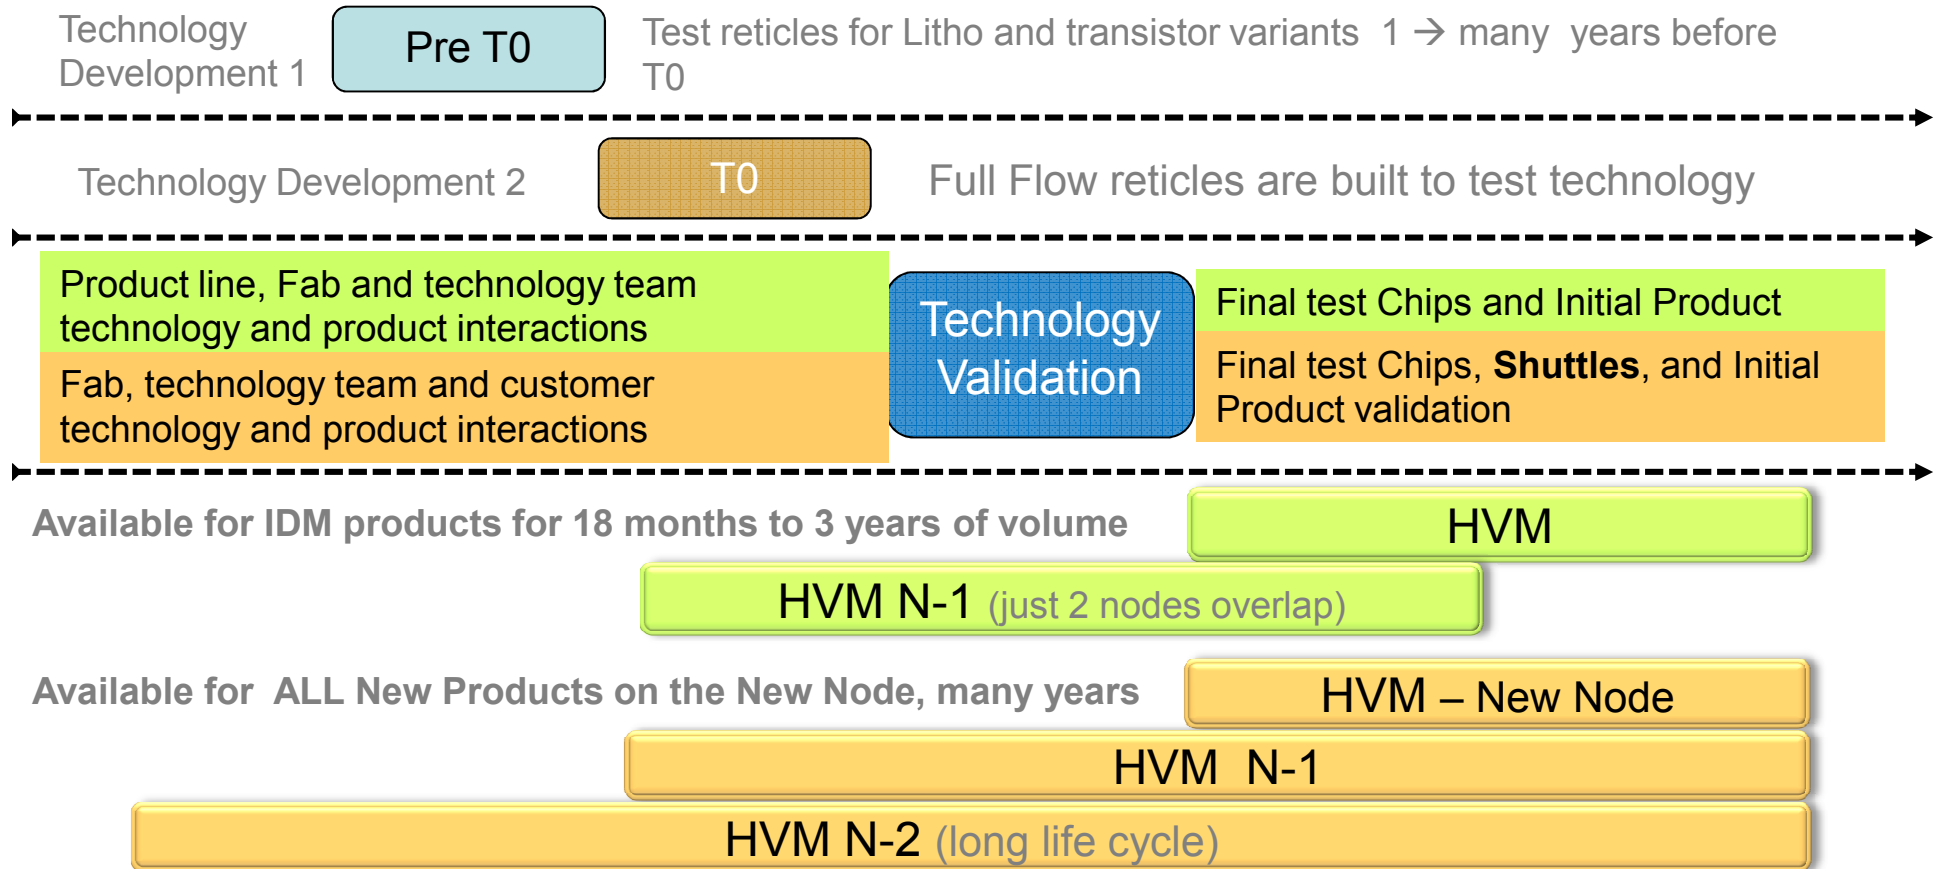 Technology
Development 1
Pre T0
Test reticles for Litho and transistor variants 1 → many years before
T0
Technology Development 2
T0
Full Flow reticles are built to test technology
Product line, Fab and technology team
technology and product interactions
Fab, technology team and customer
technology and product interactions
Technology
Validation
Final test Chips and Initial Product
Final test Chips, Shuttles, and Initial
Product validation
Available for IDM products for 18 months to 3 years of volume
HVM
HVM N-1 (just 2 nodes overlap)
Available for ALL New Products on the New Node, many years
HVM – New Node
HVM N-1
HVM N-2 (long life cycle)